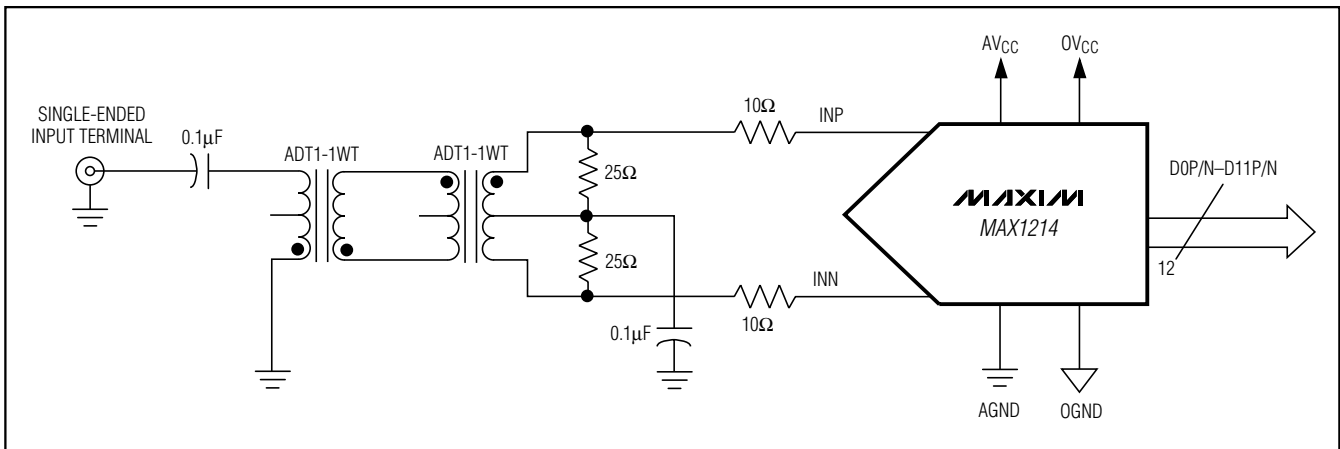 SINGLE-ENDED
INPUT TERMINAL
0.1μF
ADT1-1WT
ADT1-1WT
25Ω
25Ω
0.1μF
10Ω
INP
INN
10Ω
AVCC
OVCC
MAXIM
MAX1214
D0P/N–D11P/N
12
AGND
OGND